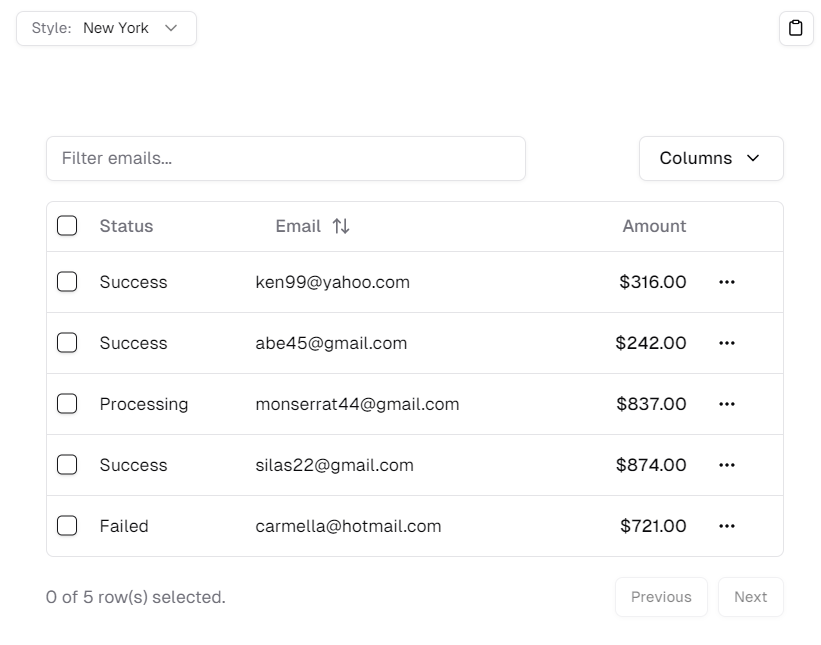 Style: New York
Filter emails...
Columns
Status Email Amount
Success ken99@yahoo.com $316.00
Success abe45@gmail.com $242.00
Processing monserrat44@gmail.com $837.00
Success silas22@gmail.com $874.00
Failed carmella@hotmail.com $721.00
0 of 5 row(s) selected. Previous Next